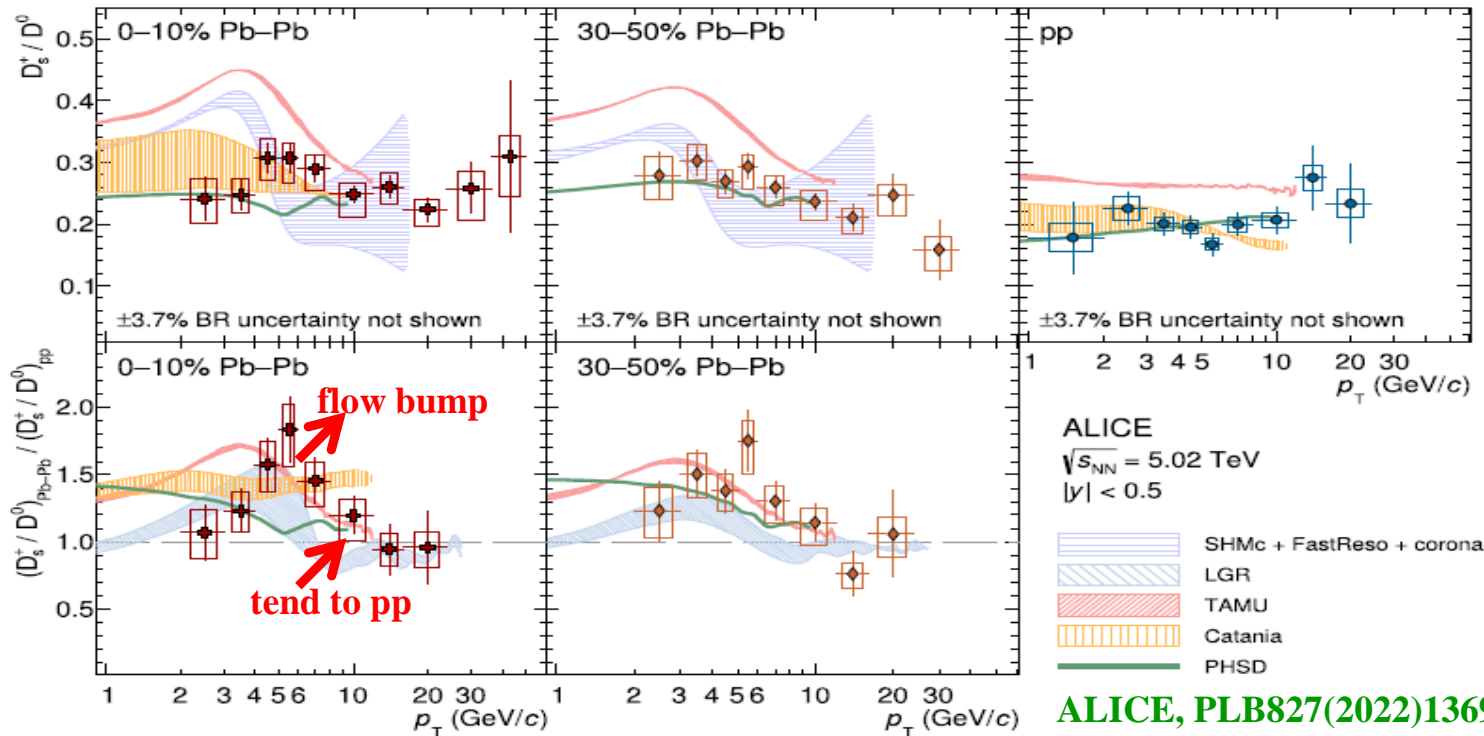 D_s^+ / D^0
0.5
0.4
0.3
0.2
0.1
0–10% Pb–Pb
±3.7% BR uncertainty not shown
30–50% Pb–Pb
±3.7% BR uncertainty not shown
pp
±3.7% BR uncertainty not shown
1 2 3 4 5 10 20 30
p_T (GeV/c)
(D_s^+ / D^0)_Pb–Pb / (D_s^+ / D^0)_pp
2.0
1.5
1.0
0.5
0–10% Pb–Pb
flow bump
tend to pp
1 2 3 4 5 6 10 20 30
p_T (GeV/c)
30–50% Pb–Pb
1 2 3 4 5 6 10 20 30
p_T (GeV/c)
ALICE
√s_NN = 5.02 TeV
|y| < 0.5
SHMc + FastReso + corona
LGR
TAMU
Catania
PHSD
ALICE, PLB827(2022)1369